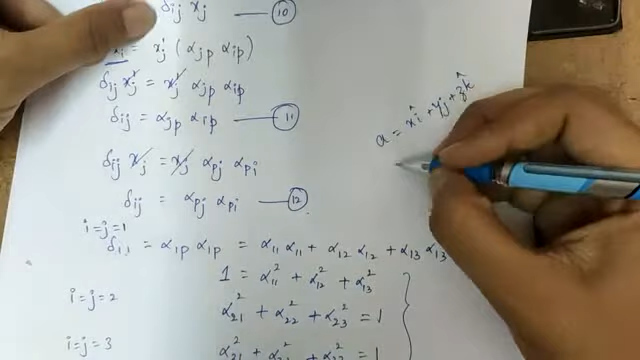 δij xj —— 10
xi = xj ( αjp αip )
δij xj = xj αjp αip
δij = αjp αip —— 11
a = xî + yĵ + zk̂
δij xj = xj αpj αpi
δij = αpj αpi —— 12
i=j=1
δ11 = α1p α1p = α11 α11 + α12 α12 + α13 α13
1 = α11² + α12² + α13²
i=j=2 α21² + α22² + α23² = 1
i=j=3